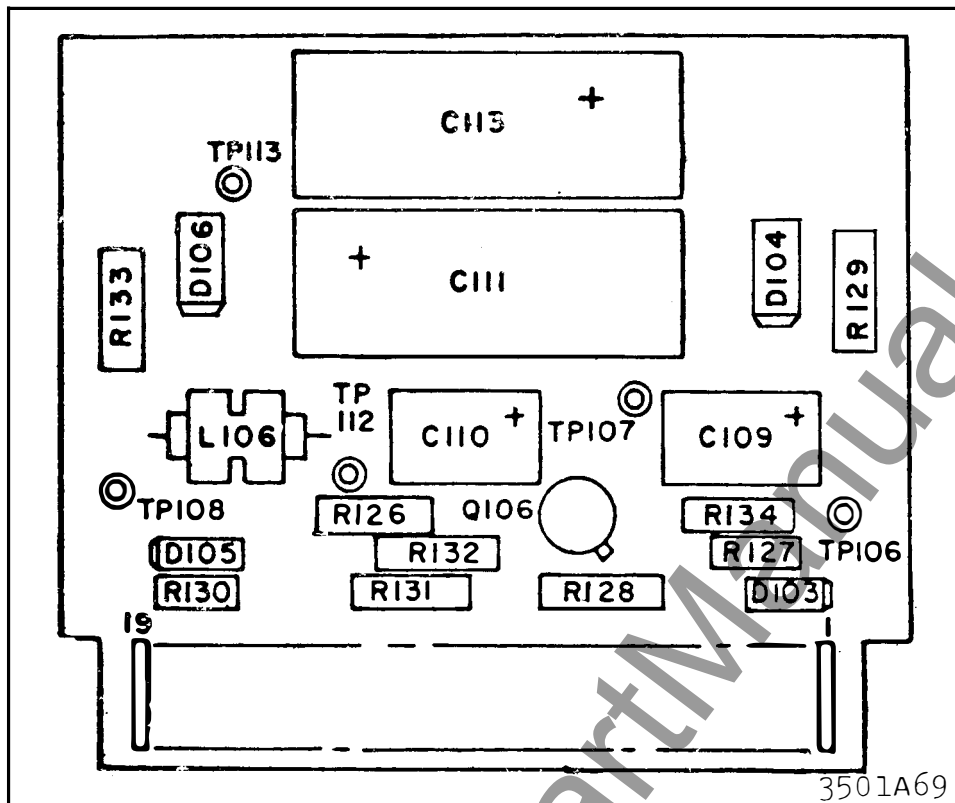 C113
+
TP113
D106
+
C111
D104
R133
R129
L106
TP
112
C110
+
TP107
C109
+
TP108
R126
Q106
R134
TP106
D105
R132
R127
R130
R131
R128
D103
19
1
artManual
3501A69